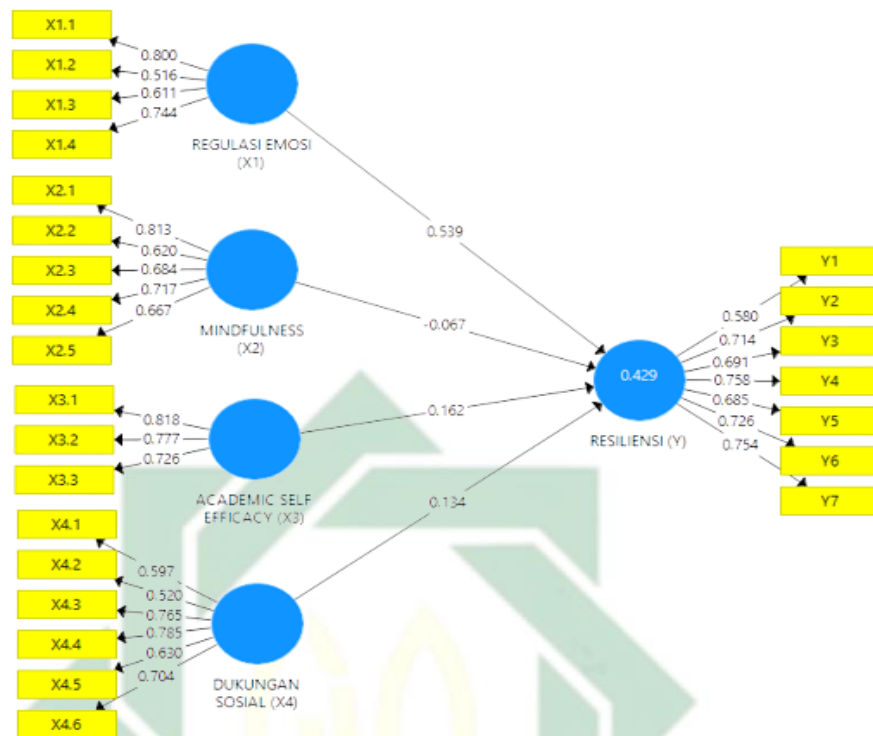 X1.1
X1.2
X1.3
X1.4
0.800
0.516
0.611
0.744
REGULASI EMOSI
(X1)
0.539
X2.1
X2.2
X2.3
X2.4
X2.5
0.813
0.620
0.684
0.717
0.667
MINDFULNESS
(X2)
-0.067
X3.1
X3.2
X3.3
0.818
0.777
0.726
ACADEMIC SELF
EFFICACY (X3)
0.162
X4.1
X4.2
X4.3
X4.4
X4.5
X4.6
0.597
0.520
0.765
0.785
0.630
0.704
DUKUNGAN
SOSIAL (X4)
0.134
0.429
RESILIENSI (Y)
0.580
0.714
0.691
0.758
0.685
0.726
0.754
Y1
Y2
Y3
Y4
Y5
Y6
Y7